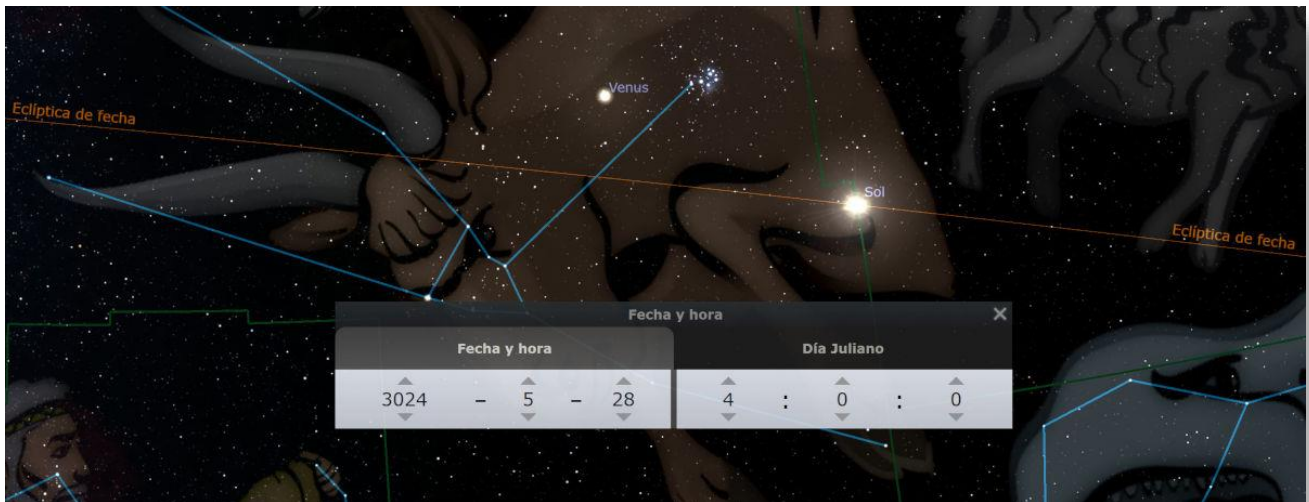 Venus
Eclíptica de fecha
Sol
Eclíptica de fecha
Fecha y hora ×
Fecha y hora Día Juliano
3024 – 5 – 28 4 : 0 : 0